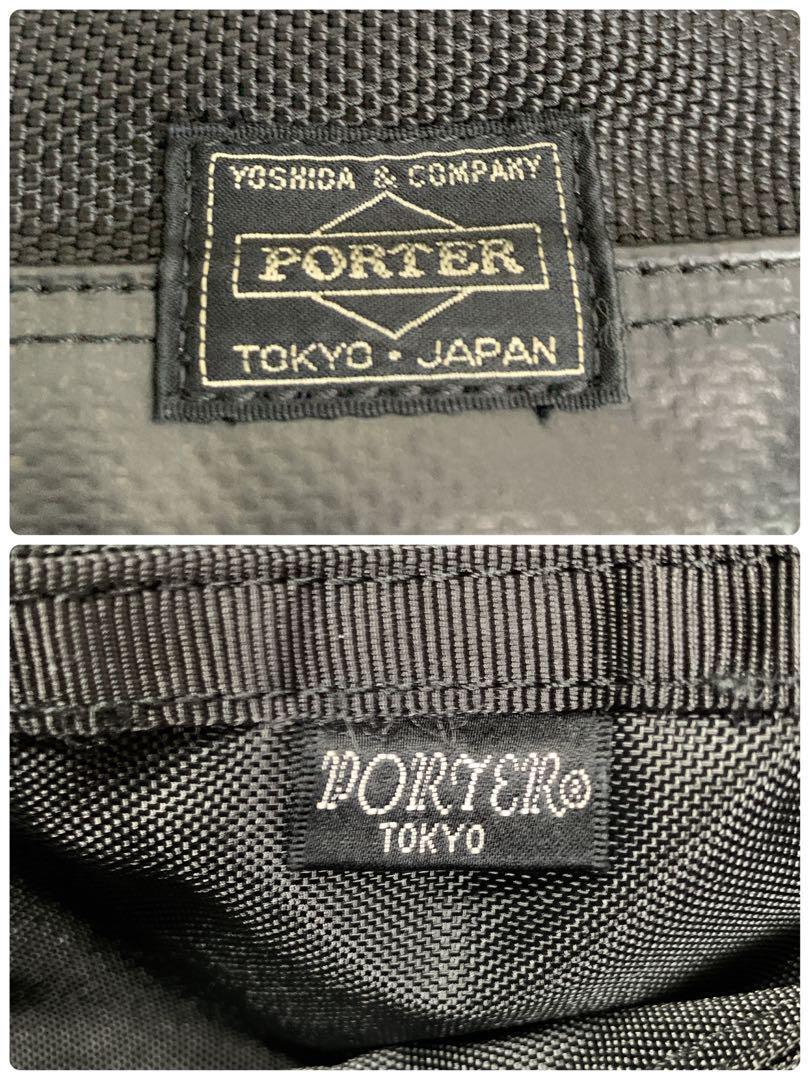 YOSHIDA & COMPANY
PORTER
TOKYO · JAPAN
PORTER®
TOKYO